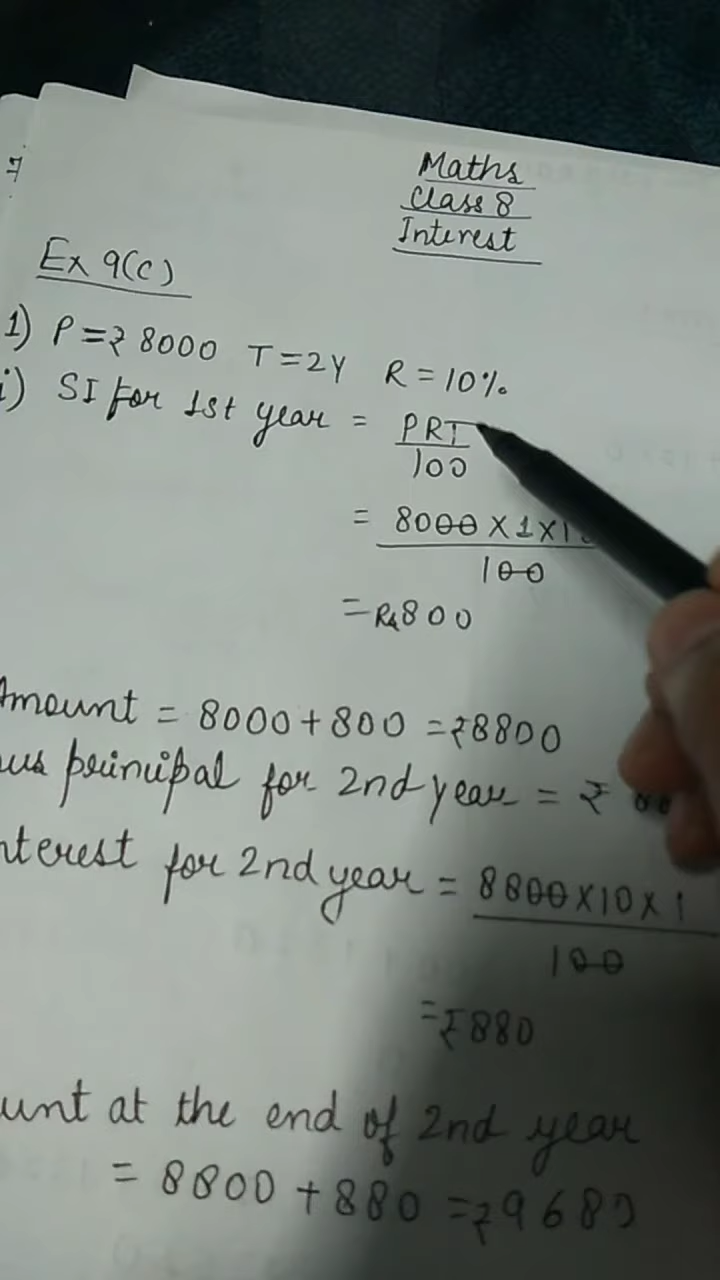 Maths
Class 8
Interest
Ex 9(c)
1) P = ₹ 8000 T = 2Y R = 10%
i) SI for 1st year = PRT
100
= 8000 X 1 X 1
100
= Rs 800
Amount = 8000 + 800 = ₹8800
principal for 2nd year = ₹
nterest for 2nd year = 8800 X 10 X 1
100
= ₹880
unt at the end of 2nd year
= 8800 + 880 = ₹9680